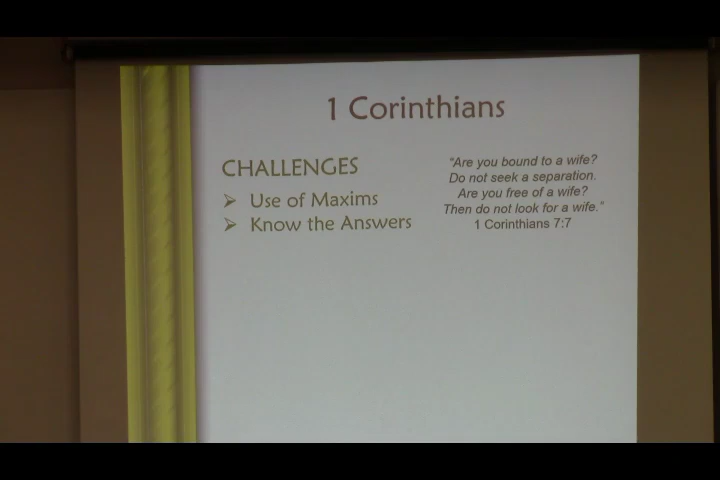 1 Corinthians
CHALLENGES
Use of Maxims
Know the Answers
"Are you bound to a wife?
Do not seek a separation.
Are you free of a wife?
Then do not look for a wife."
1 Corinthians 7:7